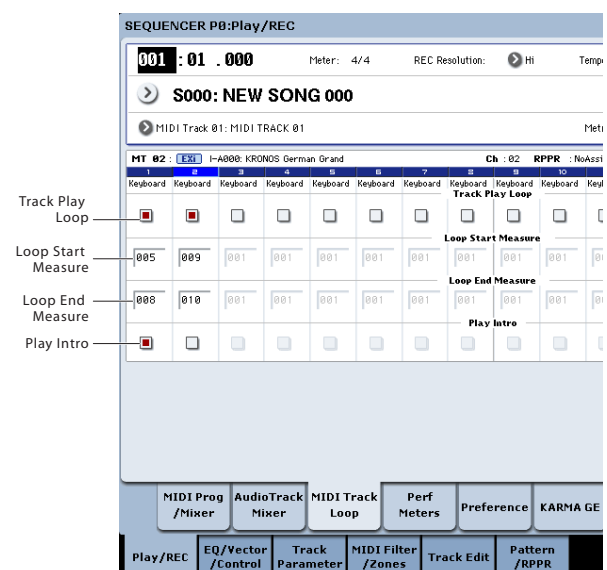 SEQUENCER P0:Play/REC
001 : 01 . 000 Meter: 4/4 REC Resolution: Hi Tempo
S000: NEW SONG 000
MIDI Track 01: MIDI TRACK 01 Metr
MT 02 : EXi I-A000: KRONOS German Grand Ch : 02 RPPR : NoAssi
1 2 3 4 5 6 7 8 9 10
Keyboard Keyboard Keyboard Keyboard Keyboard Keyboard Keyboard Keyboard Keyboard Keyboard Key
Track Play Loop
Track Play
Loop
Loop Start Measure
Loop Start
Measure
005 009 001 001 001 001 001 001 001 001
Loop End Measure
Loop End
Measure
008 010 001 001 001 001 001 001 001 001
Play Intro
Play Intro
MIDI Prog
/Mixer
AudioTrack
Mixer
MIDI Track
Loop
Perf
Meters
Preference
KARMA GE
Play/REC
EQ/Vector
/Control
Track
Parameter
MIDI Filter
/Zones
Track Edit
Pattern
/RPPR